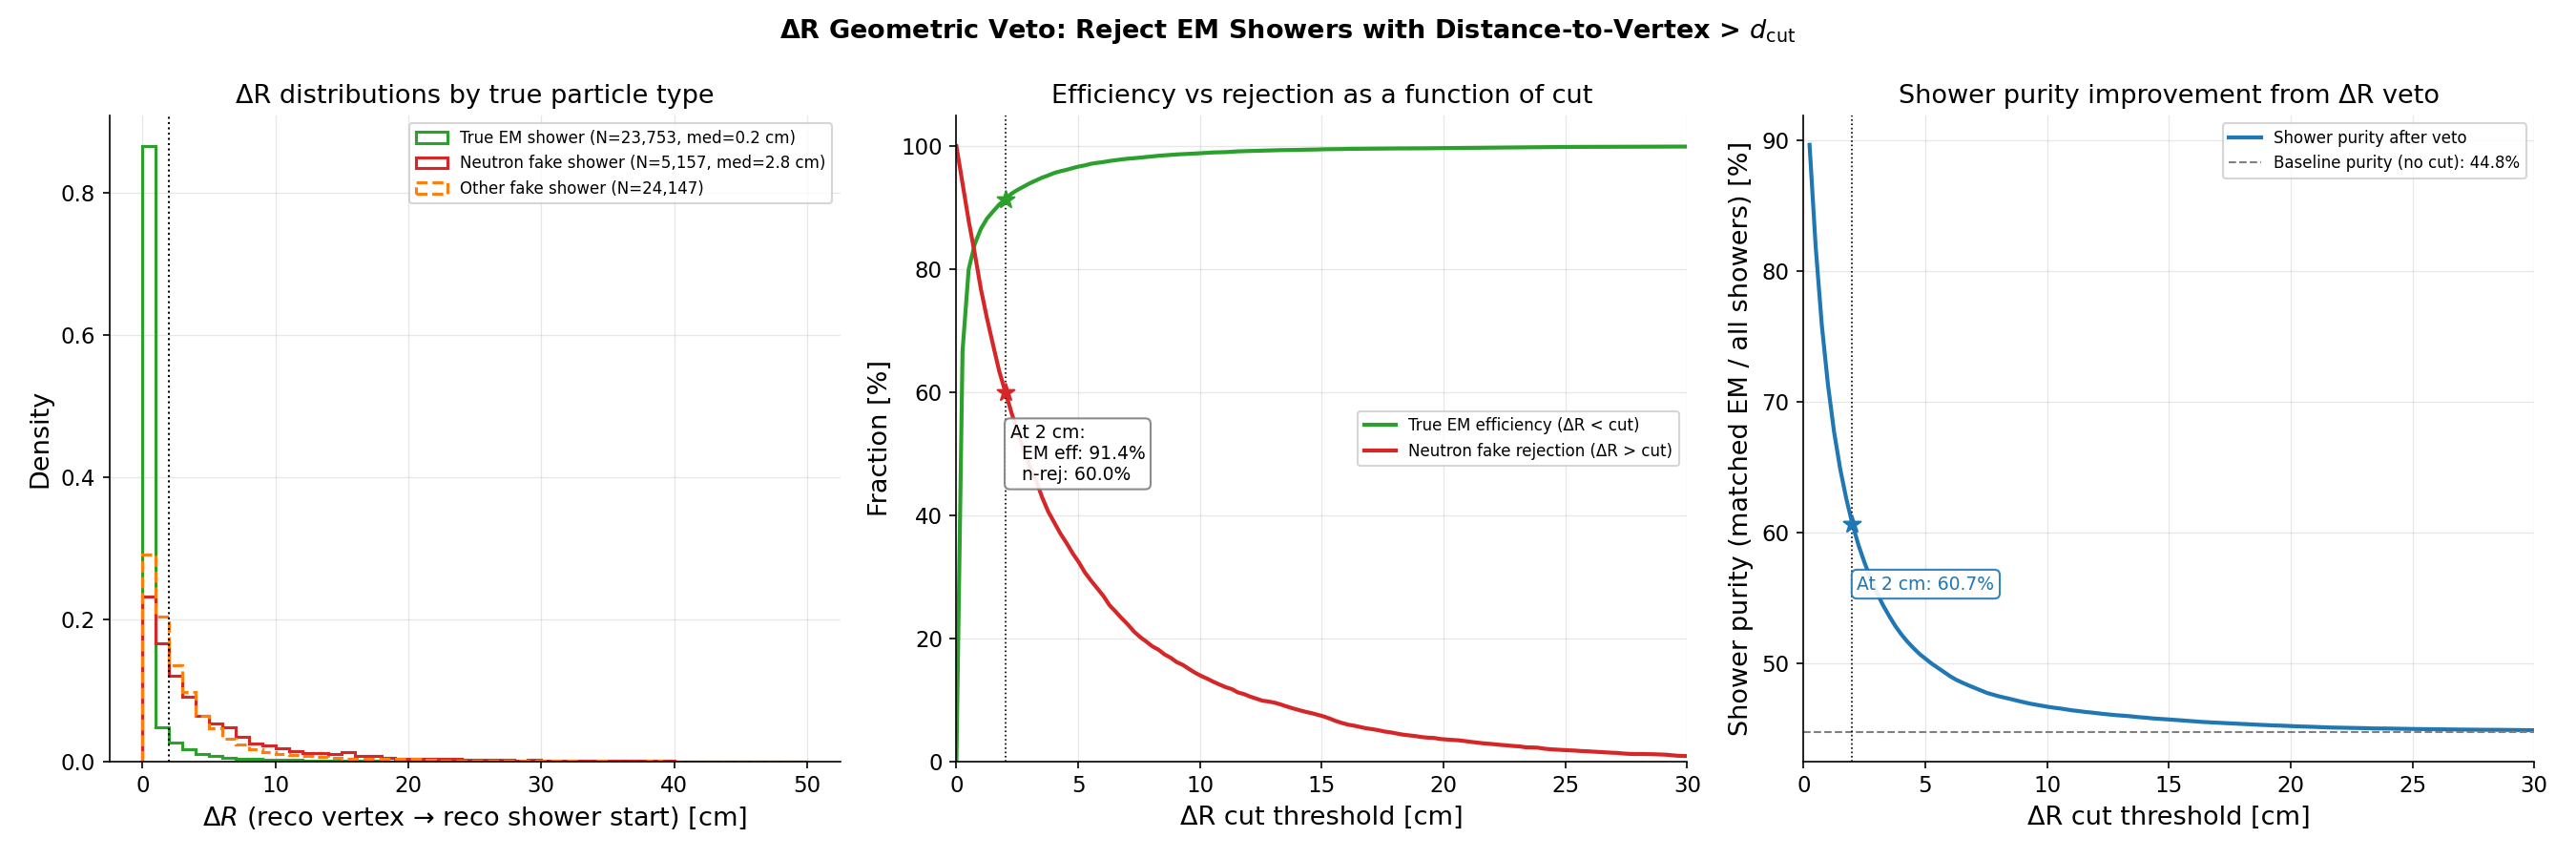 ΔR Geometric Veto: Reject EM Showers with Distance-to-Vertex > d_cut
ΔR distributions by true particle type
Density
0.8
0.6
0.4
0.2
0.0
0
10
20
30
40
50
ΔR (reco vertex → reco shower start) [cm]
True EM shower (N=23,753, med=0.2 cm)
Neutron fake shower (N=5,157, med=2.8 cm)
Other fake shower (N=24,147)
Efficiency vs rejection as a function of cut
Fraction [%]
100
80
60
40
20
0
0
5
10
15
20
25
30
ΔR cut threshold [cm]
At 2 cm:
EM eff: 91.4%
n-rej: 60.0%
True EM efficiency (ΔR < cut)
Neutron fake rejection (ΔR > cut)
Shower purity improvement from ΔR veto
Shower purity (matched EM / all showers) [%]
90
80
70
60
50
0
5
10
15
20
25
30
ΔR cut threshold [cm]
Shower purity after veto
Baseline purity (no cut): 44.8%
At 2 cm: 60.7%